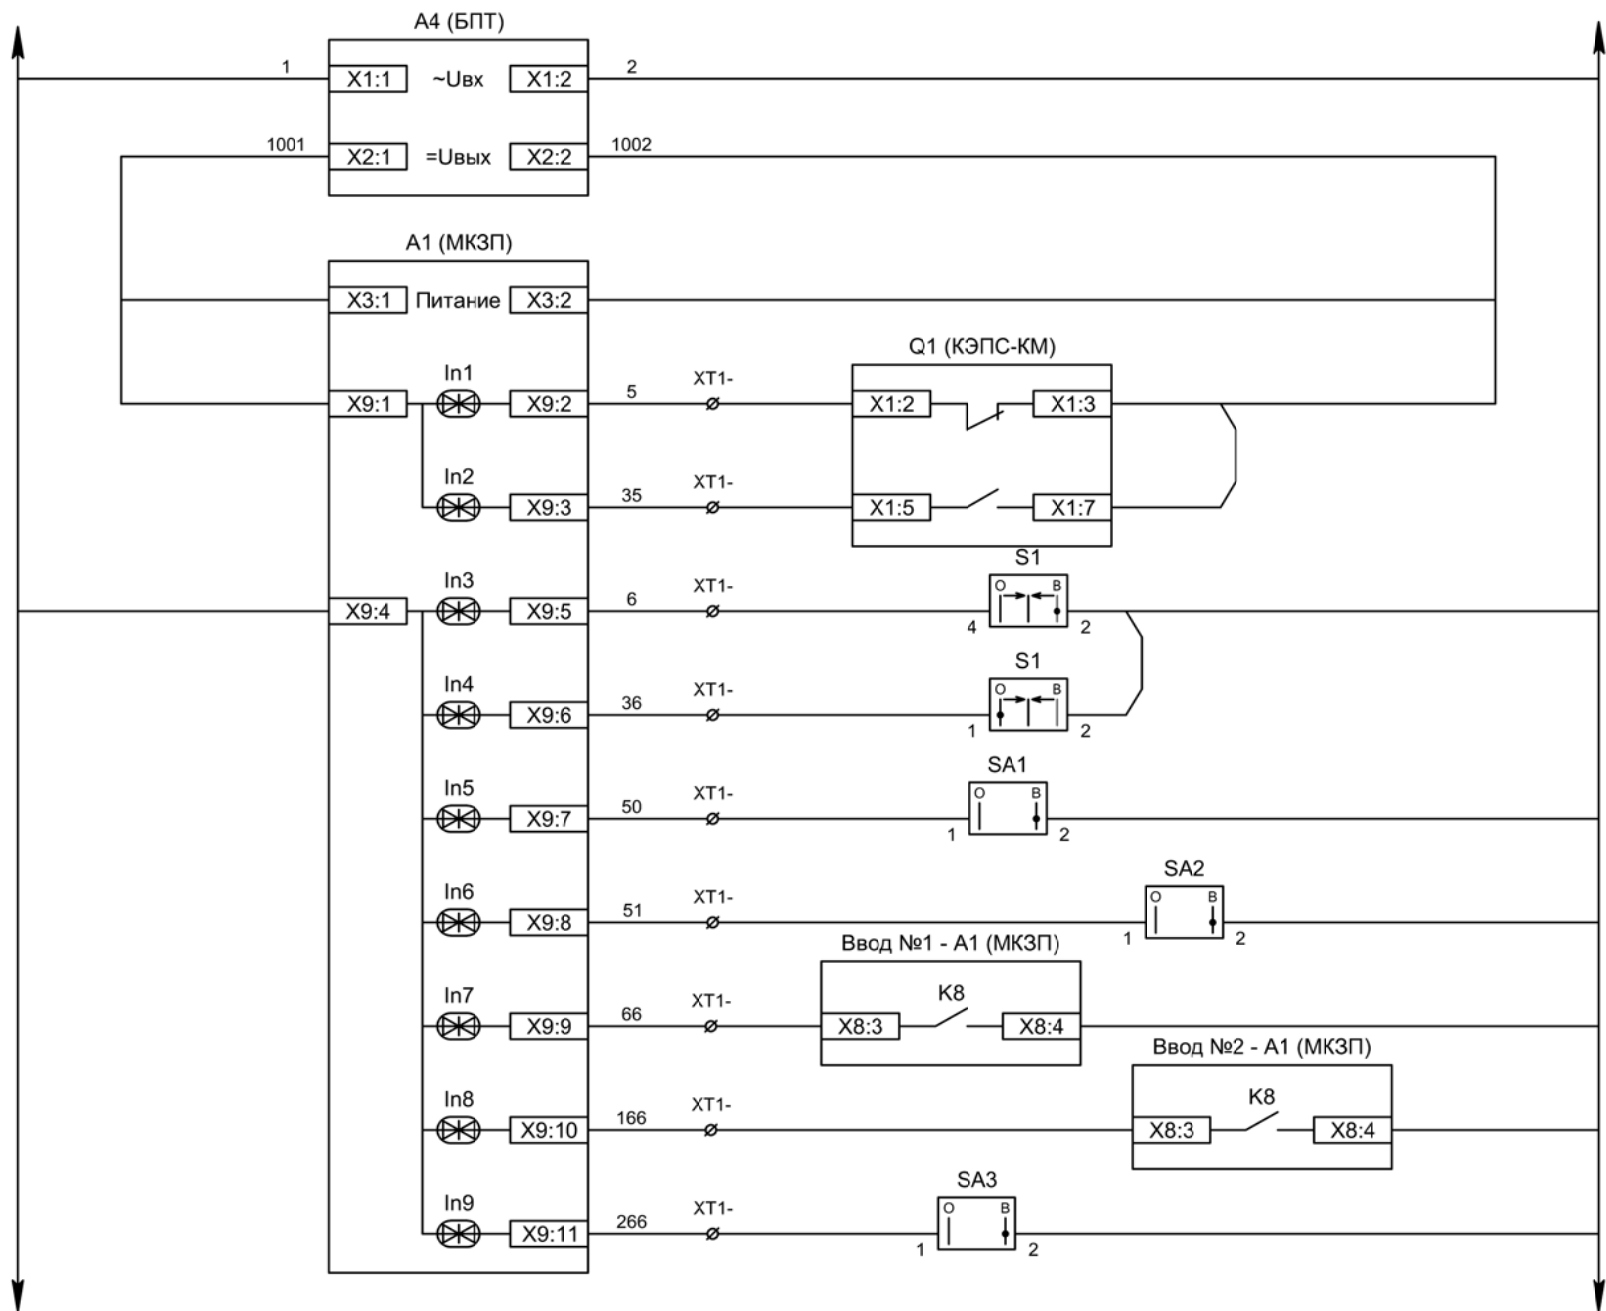 A4 (БПТ)
1 X1:1 ~Uвх X1:2 2
1001 X2:1 =Uвых X2:2 1002
A1 (МКЗП)
X3:1 Питание X3:2
Q1 (КЭПС-КМ)
In1 XT1-
X9:1 X9:2 5 X1:2 X1:3
In2 XT1-
X9:3 35 X1:5 X1:7
S1
In3 XT1- О В
X9:4 X9:5 6 4 2
S1
In4 XT1- О В
X9:6 36 1 2
SA1
In5 XT1- О В
X9:7 50 1 2
SA2
In6 XT1- О В
X9:8 51 1 2
Ввод №1 - A1 (МКЗП)
In7 XT1- K8
X9:9 66 X8:3 X8:4
Ввод №2 - A1 (МКЗП)
In8 XT1- K8
X9:10 166 X8:3 X8:4
SA3
In9 XT1- О В
X9:11 266 1 2